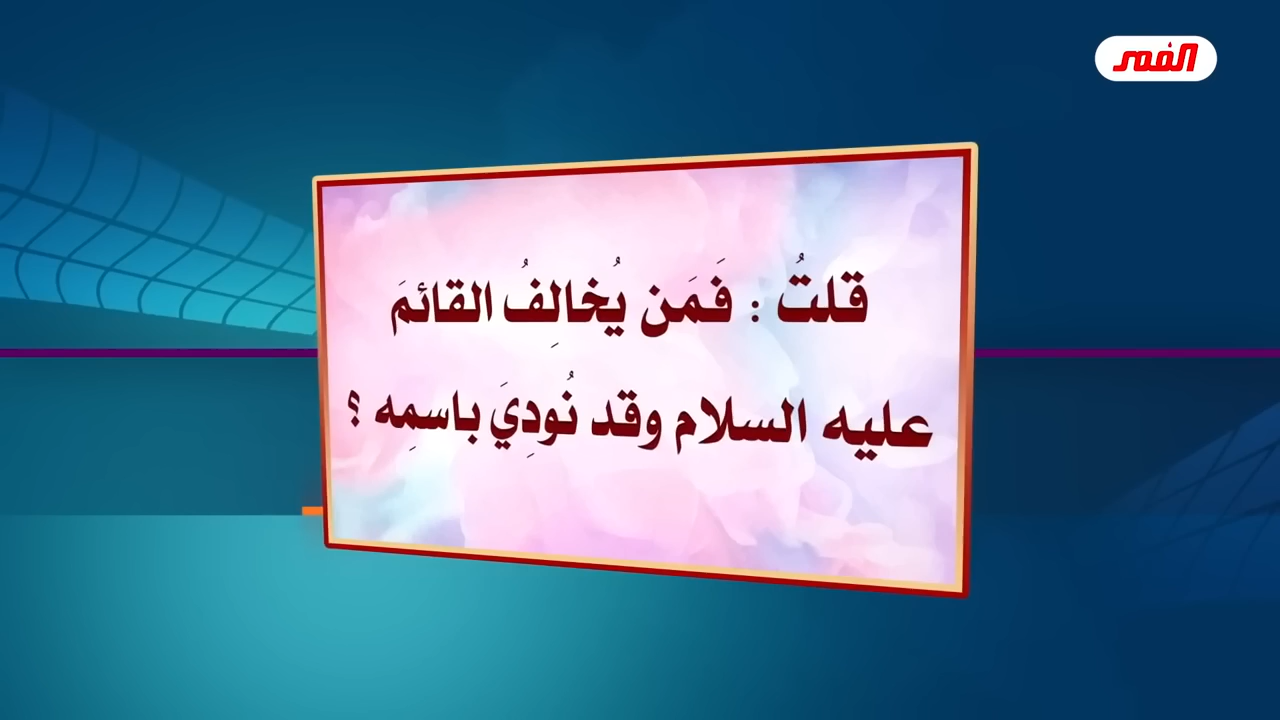 القمر
قلتُ : فَمَن يُخالِفُ القائمَ
عليه السلام وقد نُودِيَ باسمِه ؟